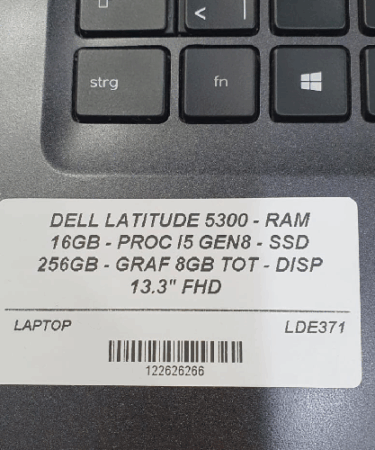 < |
strg fn
DELL LATITUDE 5300 - RAM
16GB - PROC I5 GEN8 - SSD
256GB - GRAF 8GB TOT - DISP
13.3" FHD
LAPTOP LDE371
122626266